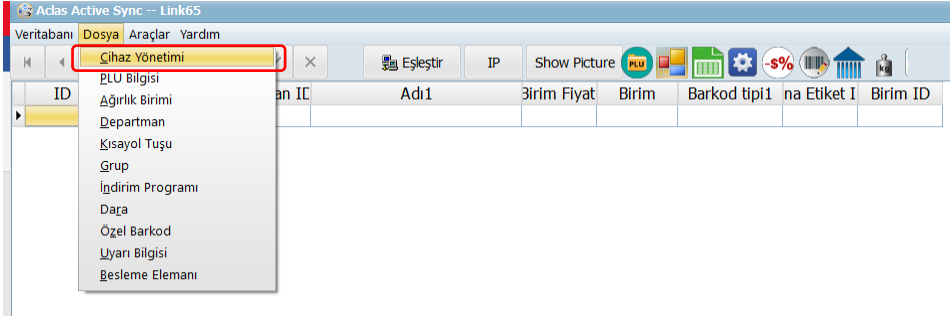 Aclas Active Sync -- Link65
Veritabanı Dosya Araçlar Yardım
Eşleştir IP Show Picture PLU -$% KG
ID an ID Adı1 Birim Fiyat Birim Barkod tipi1 na Etiket I Birim ID
Cihaz Yönetimi
PLU Bilgisi
Ağırlık Birimi
Departman
Kısayol Tuşu
Grup
İndirim Programı
Dara
Özel Barkod
Uyarı Bilgisi
Besleme Elemanı